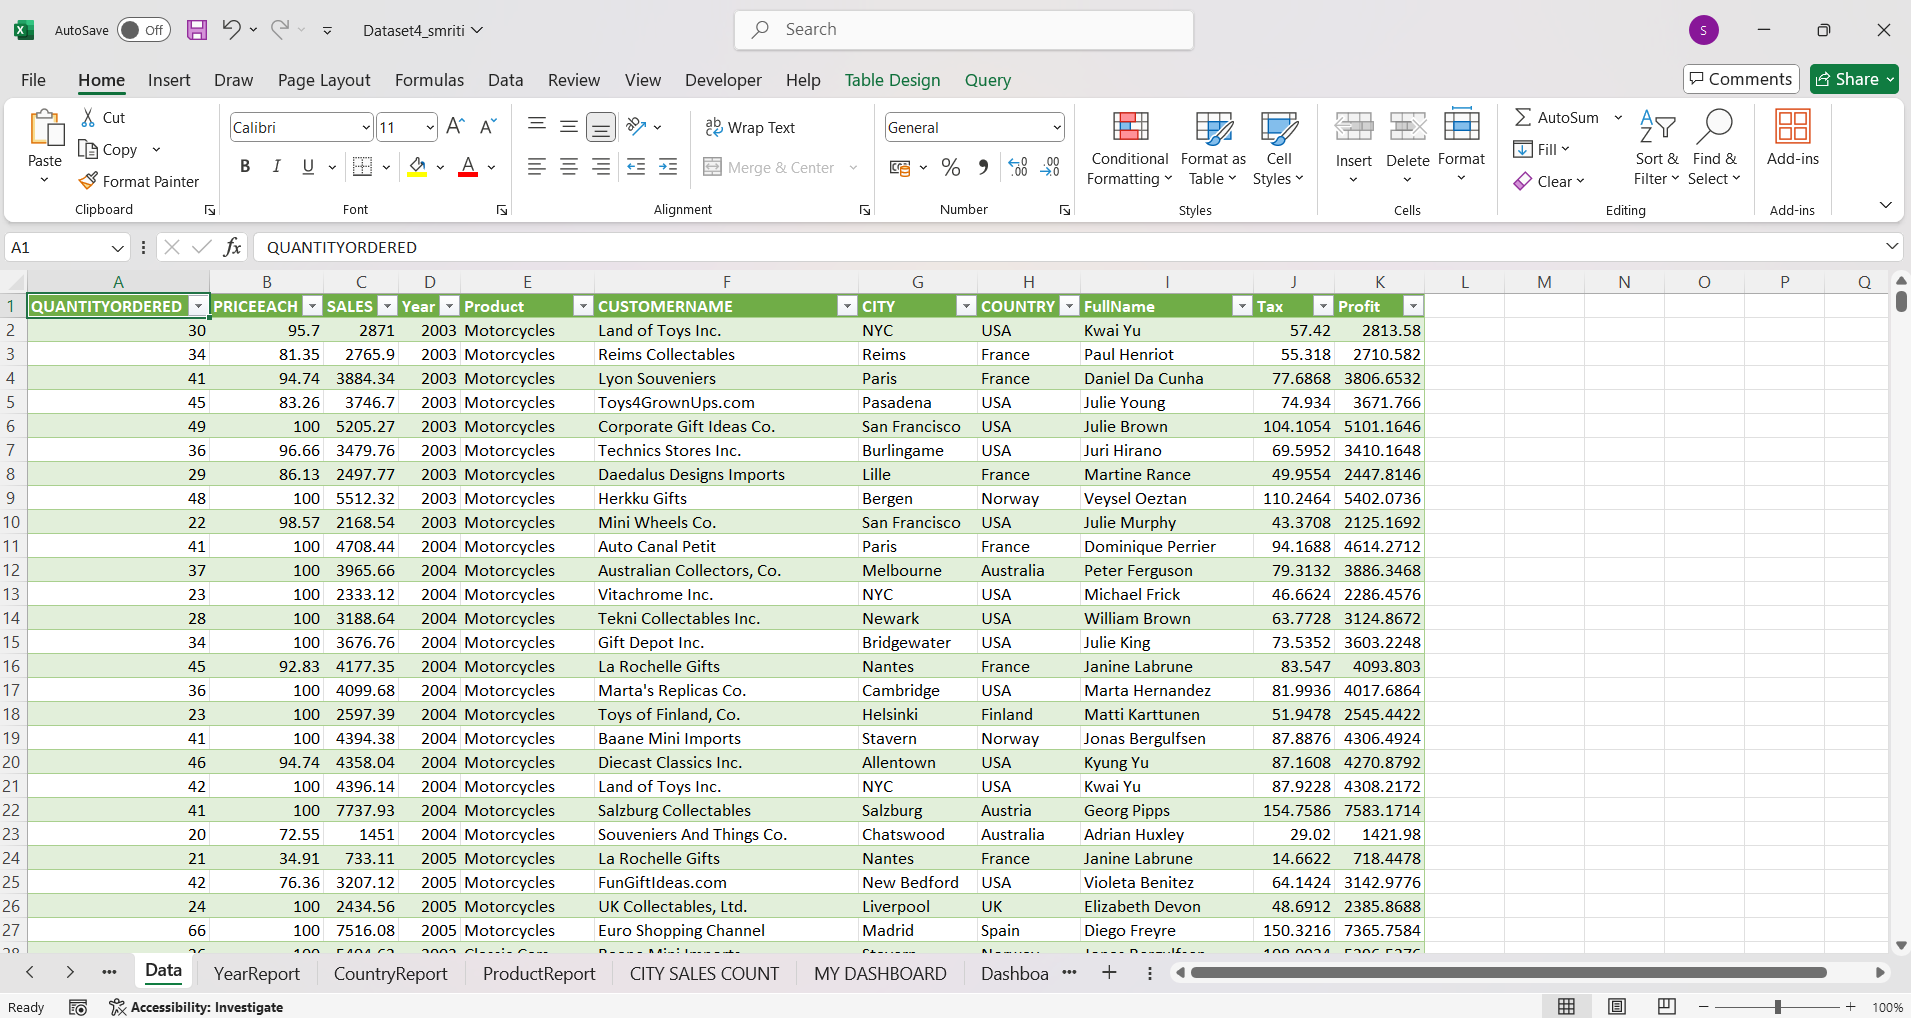 AutoSave Off Dataset4_smriti Search S
File Home Insert Draw Page Layout Formulas Data Review View Developer Help Table Design Query Comments Share
Paste Cut Copy Format Painter Clipboard
Calibri 11 B I U A Font
ab Wrap Text Merge & Center Alignment
General % Number
Conditional Formatting Format as Table Cell Styles Styles
Insert Delete Format Cells
AutoSum Fill Clear Sort & Filter Find & Select Editing
Add-ins Add-ins
A1 fx QUANTITYORDERED
A B C D E F G H I J K L M N O P Q
1 QUANTITYORDERED PRICEEACH SALES Year Product CUSTOMERNAME CITY COUNTRY FullName Tax Profit
2 30 95.7 2871 2003 Motorcycles Land of Toys Inc. NYC USA Kwai Yu 57.42 2813.58
3 34 81.35 2765.9 2003 Motorcycles Reims Collectables Reims France Paul Henriot 55.318 2710.582
4 41 94.74 3884.34 2003 Motorcycles Lyon Souveniers Paris France Daniel Da Cunha 77.6868 3806.6532
5 45 83.26 3746.7 2003 Motorcycles Toys4GrownUps.com Pasadena USA Julie Young 74.934 3671.766
6 49 100 5205.27 2003 Motorcycles Corporate Gift Ideas Co. San Francisco USA Julie Brown 104.1054 5101.1646
7 36 96.66 3479.76 2003 Motorcycles Technics Stores Inc. Burlingame USA Juri Hirano 69.5952 3410.1648
8 29 86.13 2497.77 2003 Motorcycles Daedalus Designs Imports Lille France Martine Rance 49.9554 2447.8146
9 48 100 5512.32 2003 Motorcycles Herkku Gifts Bergen Norway Veysel Oeztan 110.2464 5402.0736
10 22 98.57 2168.54 2003 Motorcycles Mini Wheels Co. San Francisco USA Julie Murphy 43.3708 2125.1692
11 41 100 4708.44 2004 Motorcycles Auto Canal Petit Paris France Dominique Perrier 94.1688 4614.2712
12 37 100 3965.66 2004 Motorcycles Australian Collectors, Co. Melbourne Australia Peter Ferguson 79.3132 3886.3468
13 23 100 2333.12 2004 Motorcycles Vitachrome Inc. NYC USA Michael Frick 46.6624 2286.4576
14 28 100 3188.64 2004 Motorcycles Tekni Collectables Inc. Newark USA William Brown 63.7728 3124.8672
15 34 100 3676.76 2004 Motorcycles Gift Depot Inc. Bridgewater USA Julie King 73.5352 3603.2248
16 45 92.83 4177.35 2004 Motorcycles La Rochelle Gifts Nantes France Janine Labrune 83.547 4093.803
17 36 100 4099.68 2004 Motorcycles Marta's Replicas Co. Cambridge USA Marta Hernandez 81.9936 4017.6864
18 23 100 2597.39 2004 Motorcycles Toys of Finland, Co. Helsinki Finland Matti Karttunen 51.9478 2545.4422
19 41 100 4394.38 2004 Motorcycles Baane Mini Imports Stavern Norway Jonas Bergulfsen 87.8876 4306.4924
20 46 94.74 4358.04 2004 Motorcycles Diecast Classics Inc. Allentown USA Kyung Yu 87.1608 4270.8792
21 42 100 4396.14 2004 Motorcycles Land of Toys Inc. NYC USA Kwai Yu 87.9228 4308.2172
22 41 100 7737.93 2004 Motorcycles Salzburg Collectables Salzburg Austria Georg Pipps 154.7586 7583.1714
23 20 72.55 1451 2004 Motorcycles Souveniers And Things Co. Chatswood Australia Adrian Huxley 29.02 1421.98
24 21 34.91 733.11 2005 Motorcycles La Rochelle Gifts Nantes France Janine Labrune 14.6622 718.4478
25 42 76.36 3207.12 2005 Motorcycles FunGiftIdeas.com New Bedford USA Violeta Benitez 64.1424 3142.9776
26 24 100 2434.56 2005 Motorcycles UK Collectables, Ltd. Liverpool UK Elizabeth Devon 48.6912 2385.8688
27 66 100 7516.08 2005 Motorcycles Euro Shopping Channel Madrid Spain Diego Freyre 150.3216 7365.7584
Data YearReport CountryReport ProductReport CITY SALES COUNT MY DASHBOARD Dashboa
Ready Accessibility: Investigate 100%